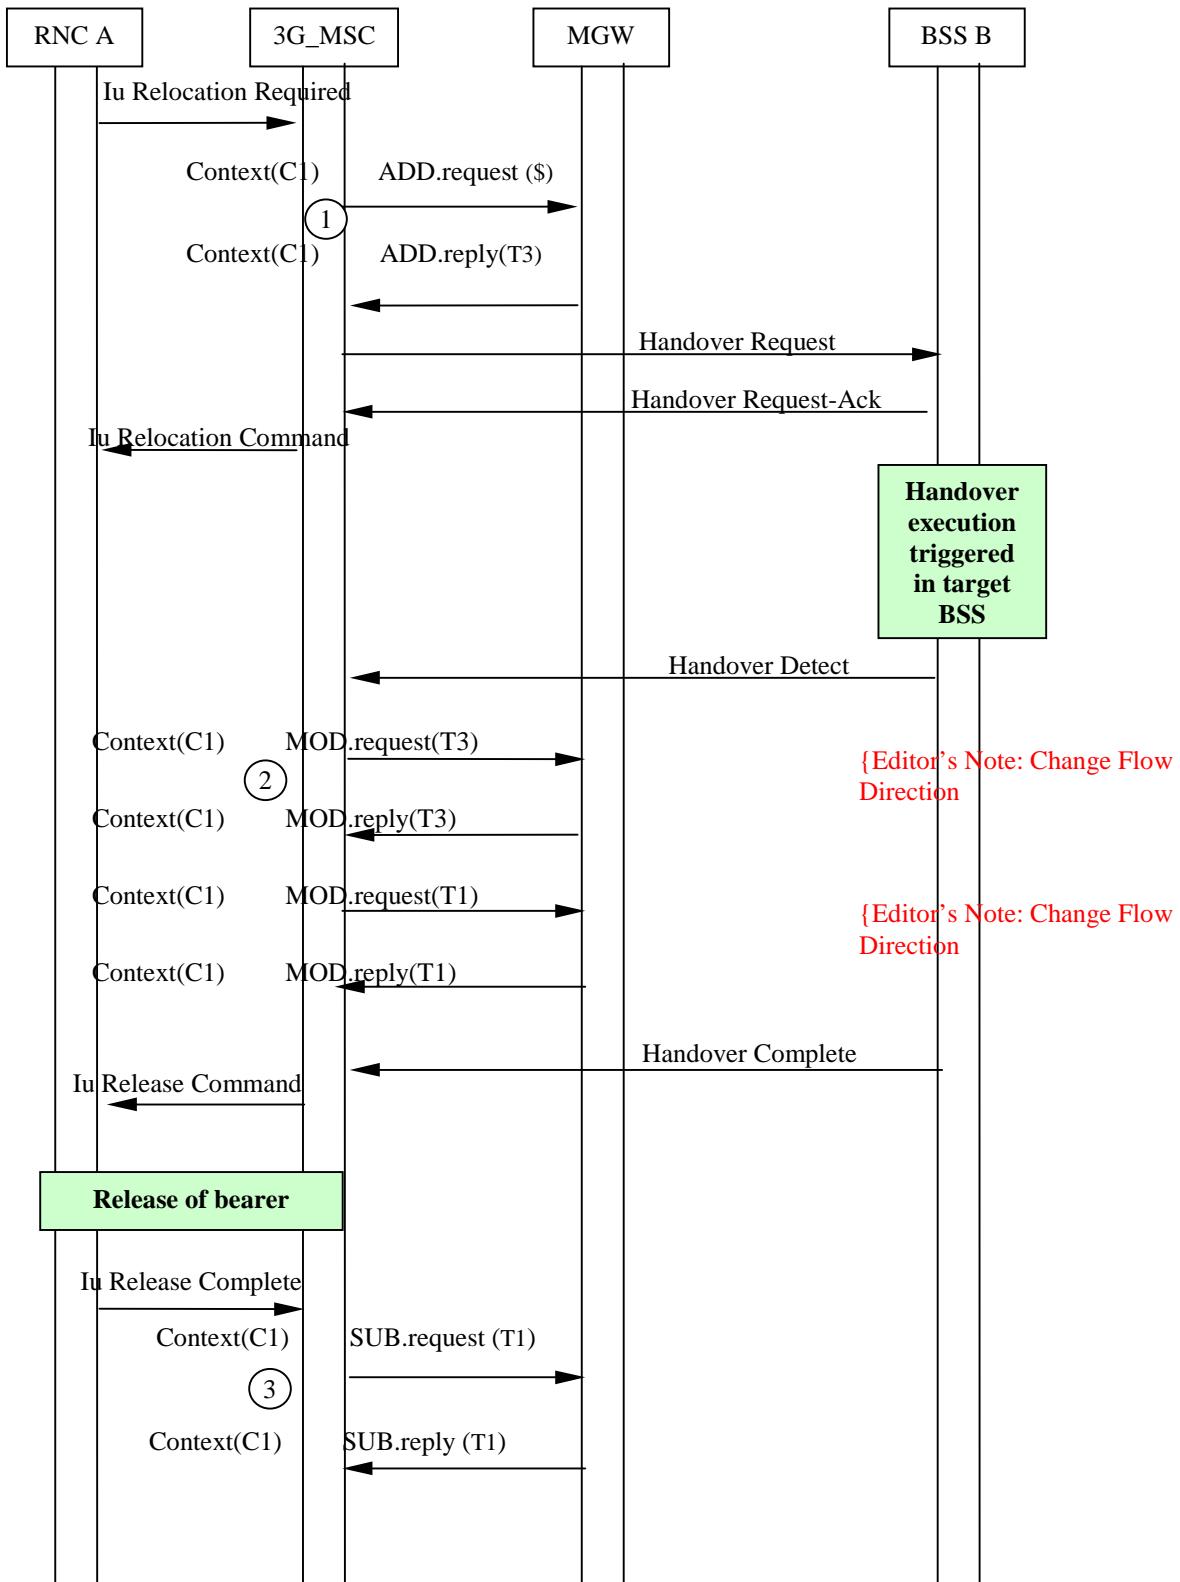 RNC A 3G_MSC MGW BSS B
Iu Relocation Required
Context(C1) ADD.request ($)
1
Context(C1) ADD.reply(T3)
Handover Request
Handover Request-Ack
Iu Relocation Command
Handover
execution
triggered
in target
BSS
Handover Detect
Context(C1) MOD.request(T3)
{Editor's Note: Change Flow
Direction
2
Context(C1) MOD.reply(T3)
Context(C1) MOD.request(T1)
{Editor's Note: Change Flow
Direction
Context(C1) MOD.reply(T1)
Handover Complete
Iu Release Command
Release of bearer
Iu Release Complete
Context(C1) SUB.request (T1)
3
Context(C1) SUB.reply (T1)